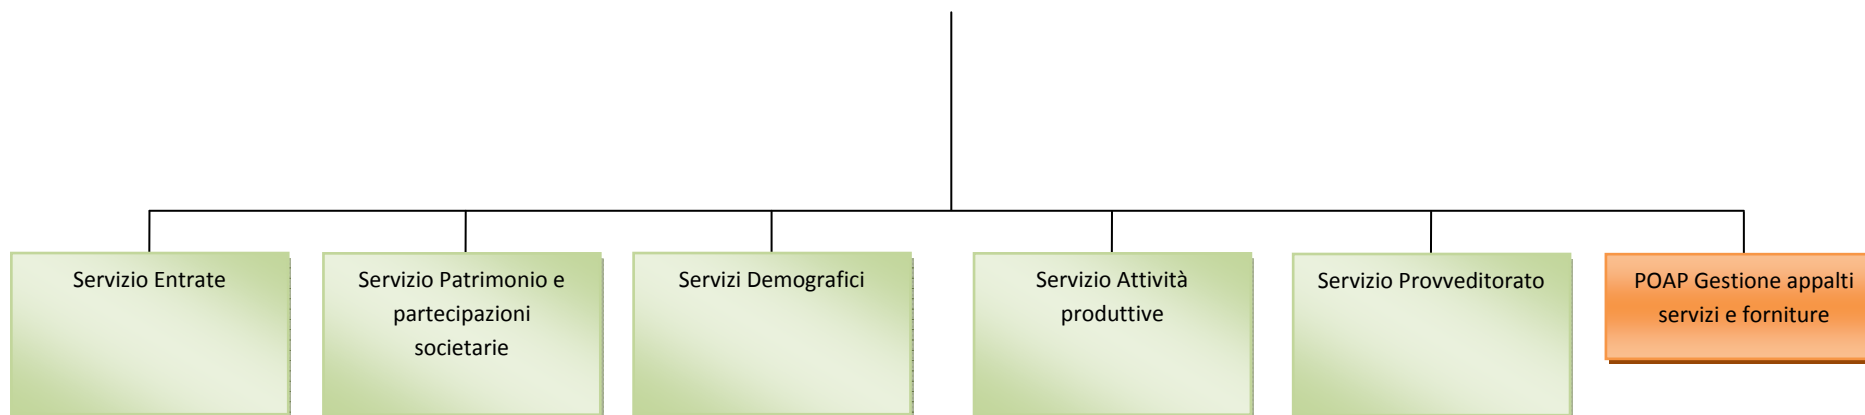 Servizio Entrate
Servizio Patrimonio e
partecipazioni
societarie
Servizi Demografici
Servizio Attività
produttive
Servizio Provveditorato
POAP Gestione appalti
servizi e forniture